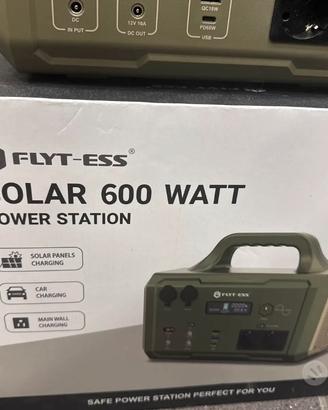 DC
IN PUT
12V 10A
DC OUT
QC18W
PD60W
USB
FLYT-ESS®
OLAR 600 WATT
OWER STATION
SOLAR PANELS
CHARGING
CAR
CHARGING
MAIN WALL
CHARGING
FLYT-ESS
SAFE POWER STATION PERFECT FOR YOU